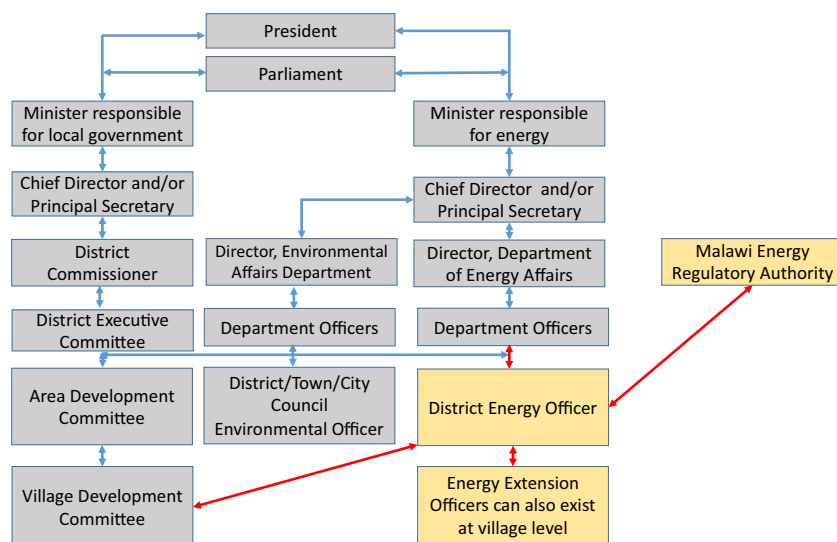 President
Parliament
Minister responsible
for local government
Minister responsible
for energy
Chief Director and/or
Principal Secretary
Chief Director and/or
Principal Secretary
District
Commissioner
Director, Environmental
Affairs Department
Director, Department
of Energy Affairs
Malawi Energy
Regulatory Authority
District Executive
Committee
Department Officers
Department Officers
Area Development
Committee
District/Town/City
Council
Environmental Officer
District Energy Officer
Village Development
Committee
Energy Extension
Officers can also exist
at village level